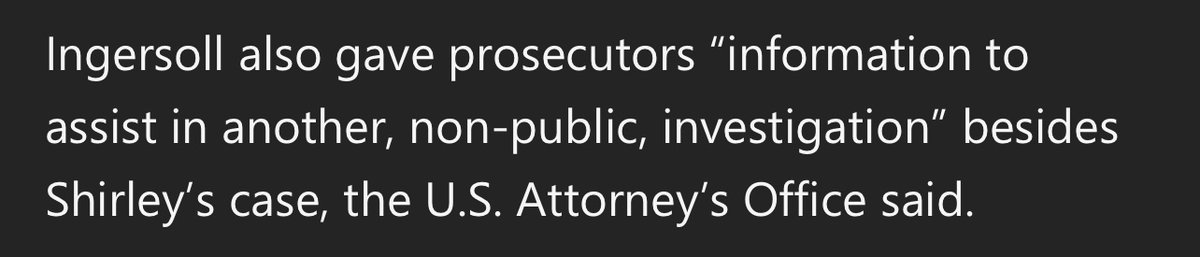 Ingersoll also gave prosecutors “information to
assist in another, non-public, investigation” besides
Shirley’s case, the U.S. Attorney’s Office said.